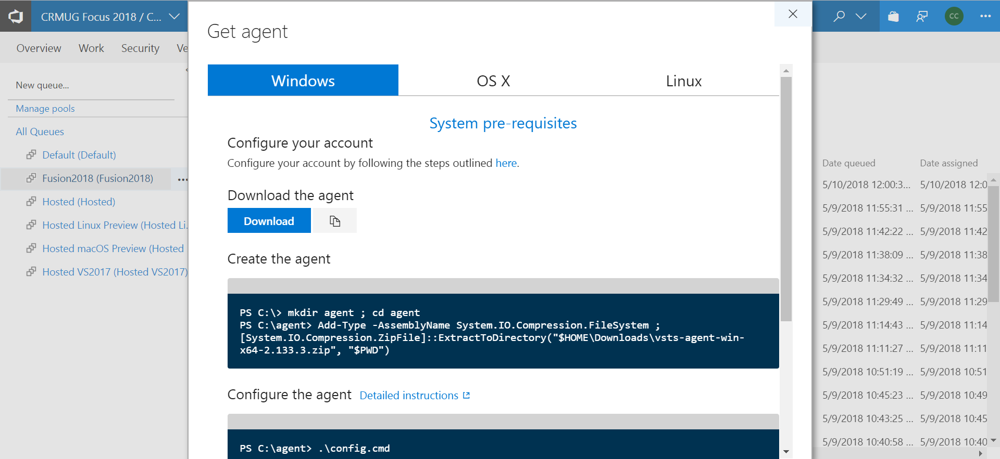 CRMUG Focus 2018 / C...
CC
Overview Work Security Ve
New queue...
Manage pools
All Queues
Default (Default)
Fusion2018 (Fusion2018)
Hosted (Hosted)
Hosted Linux Preview (Hosted Li.
Hosted macOS Preview (Hosted
Hosted VS2017 (Hosted VS2017)
Get agent
Windows OS X Linux
System pre-requisites
Configure your account
Configure your account by following the steps outlined here.
Download the agent
Download
Create the agent
PS C:\> mkdir agent ; cd agent
PS C:\agent> Add-Type -AssemblyName System.IO.Compression.FileSystem ;
[System.IO.Compression.ZipFile]::ExtractToDirectory("$HOME\Downloads\vsts-agent-win-
x64-2.133.3.zip", "$PWD")
Configure the agent Detailed instructions
PS C:\agent> .\config.cmd
Date queued Date assigned
5/10/2018 12:00:3... 5/10/2018 12:0
5/9/2018 11:55:31 ... 5/9/2018 11:55
5/9/2018 11:42:22 ... 5/9/2018 11:42
5/9/2018 11:38:09 ... 5/9/2018 11:38
5/9/2018 11:34:32 ... 5/9/2018 11:34
5/9/2018 11:29:49 ... 5/9/2018 11:29
5/9/2018 11:14:43 ... 5/9/2018 11:14
5/9/2018 11:11:27 ... 5/9/2018 11:11
5/9/2018 10:51:19 ... 5/9/2018 10:51
5/9/2018 10:45:23 ... 5/9/2018 10:49
5/9/2018 10:43:25 ... 5/9/2018 10:45
5/9/2018 10:40:58 ... 5/9/2018 10:40